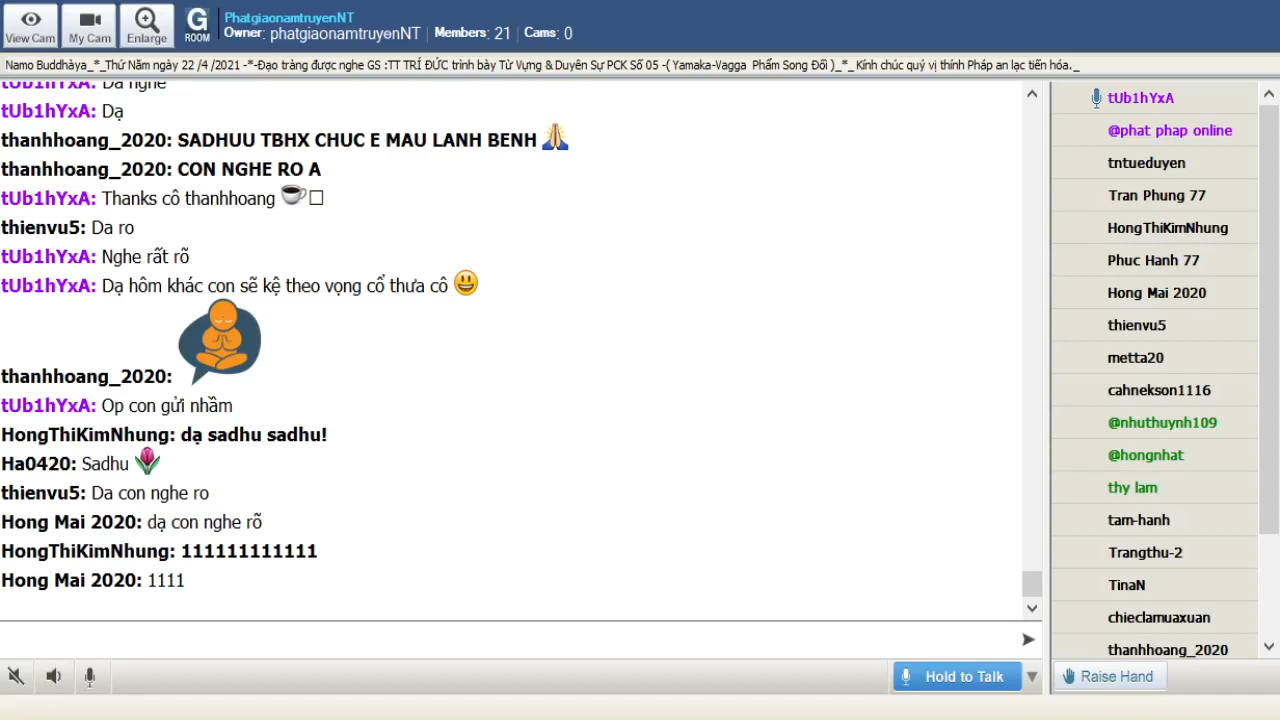 View Cam
My Cam
Enlarge
G
ROOM
PhatgiaonamtruyenNT
Owner: phatgiaonamtruyenNT
Members: 21
Cams: 0
Namo Buddhàya_*_Thứ Năm ngày 22 /4 /2021 -*-Đạo tràng được nghe GS :TT TRÍ ĐỨC trình bày Từ Vựng & Duyên Sự PCK Số 05 -( Yamaka-Vagga Phẩm Song Đối )_*_ Kính chúc quý vị thính Pháp an lạc tiến hóa._
tUb1hYxA: Dạ nghe
tUb1hYxA: Dạ
thanhhoang_2020: SADHUU TBHX CHUC E MAU LANH BENH
thanhhoang_2020: CON NGHE RO A
tUb1hYxA: Thanks cô thanhhoang
thienvu5: Da ro
tUb1hYxA: Nghe rất rõ
tUb1hYxA: Dạ hôm khác con sẽ kệ theo vọng cổ thưa cô
thanhhoang_2020:
tUb1hYxA: Op con gửi nhầm
HongThiKimNhung: dạ sadhu sadhu!
Ha0420: Sadhu
thienvu5: Da con nghe ro
Hong Mai 2020: dạ con nghe rõ
HongThiKimNhung: 111111111111
Hong Mai 2020: 1111
Hold to Talk
tUb1hYxA
@phat phap online
tntueduyen
Tran Phung 77
HongThiKimNhung
Phuc Hanh 77
Hong Mai 2020
thienvu5
metta20
cahnekson1116
@nhuthuynh109
@hongnhat
thy lam
tam-hanh
Trangthu-2
TinaN
chieclamuaxuan
thanhhoang_2020
Raise Hand